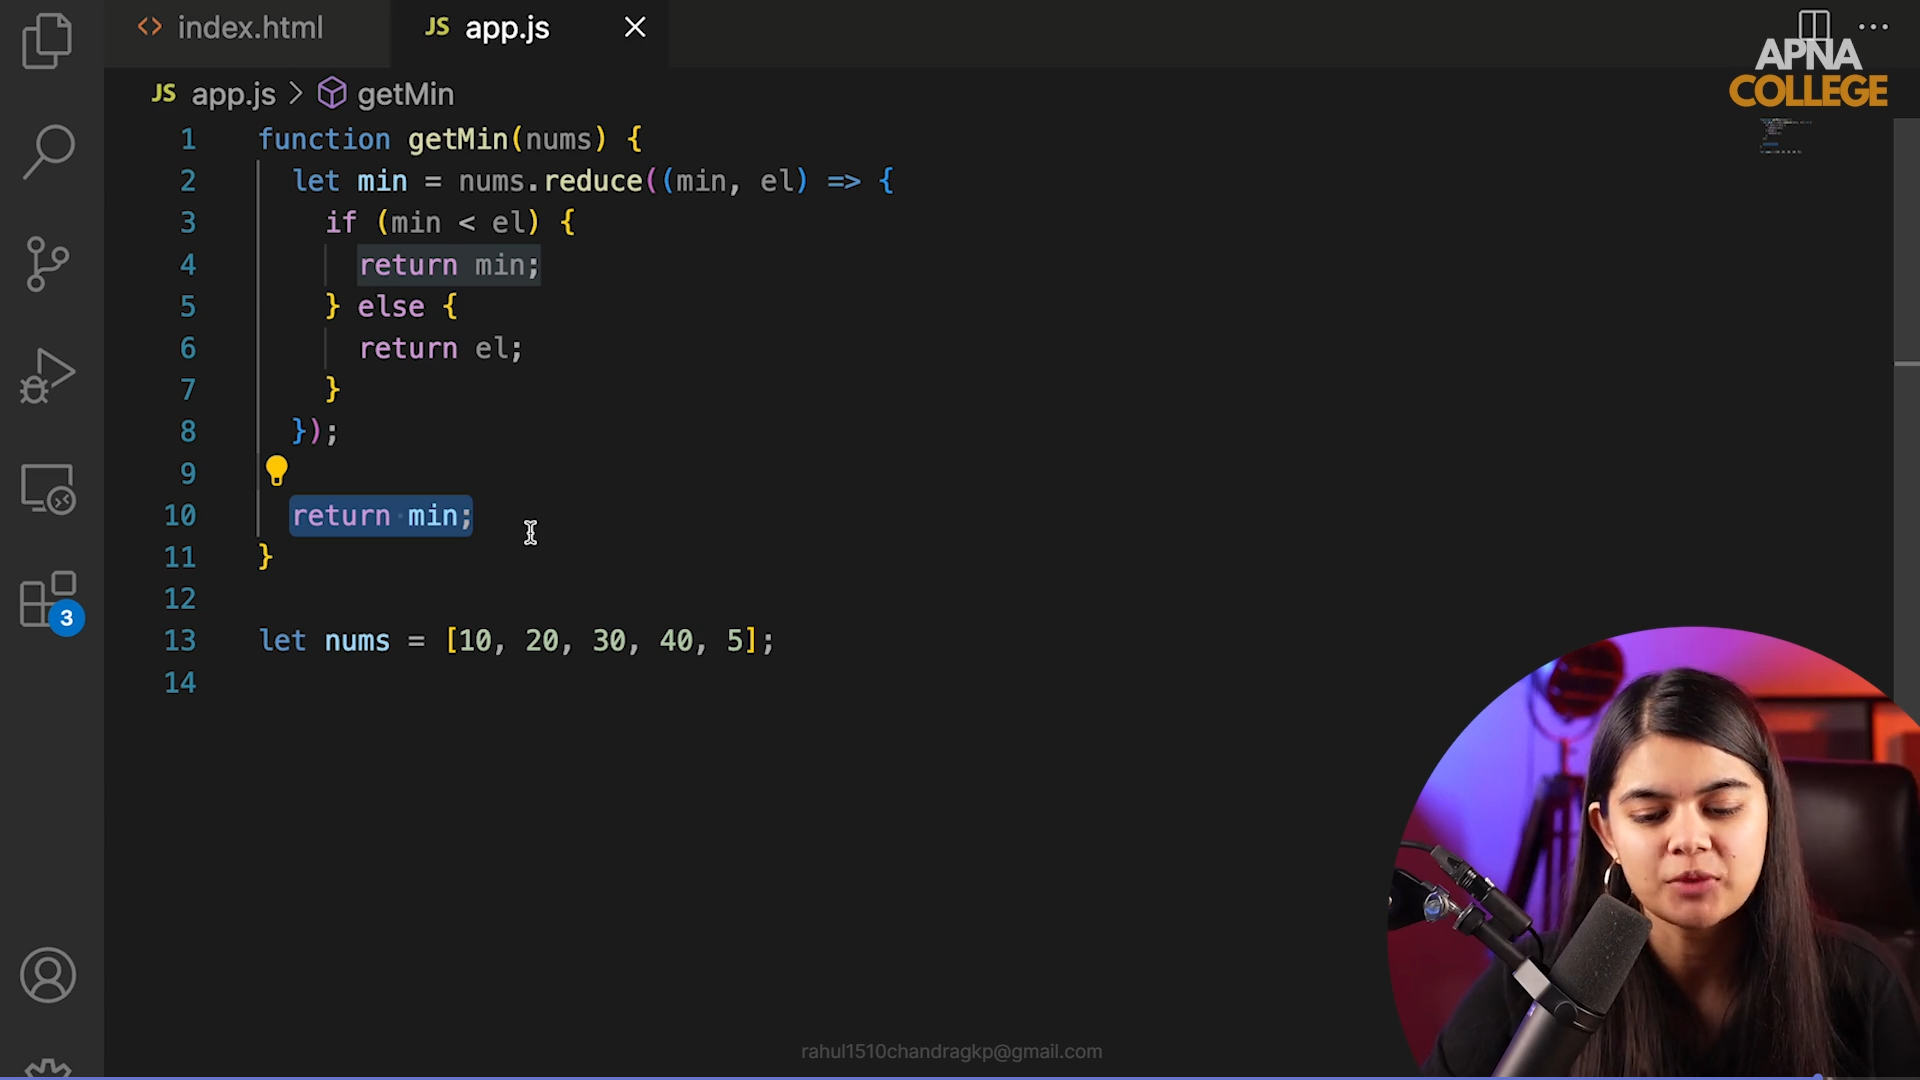 index.html
JS app.js
APNA
COLLEGE
JS app.js > getMin
1 function getMin(nums) {
2 let min = nums.reduce((min, el) => {
3 if (min < el) {
4 return min;
5 } else {
6 return el;
7 }
8 });
9
10 return min;
11 }
12
13 let nums = [10, 20, 30, 40, 5];
14
3
rahul1510chandragkp@gmail.com